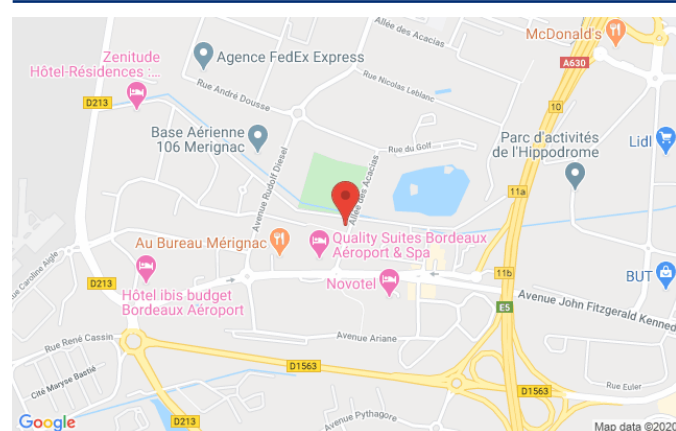 Allée des Acacias
McDonald's
Zenitude
Hôtel-Résidences :...
Agence FedEx Express
A630
Rue Nicolas Leblanc
Rue André Dousse
D213
10
Base Aérienne
106 Merignac
Parc d'activités
de l'Hippodrome
Lidl
Rue du Golf
Avenue Rudolf Diesel
Allée des Acacias
11a
Au Bureau Mérignac
Quality Suites Bordeaux
Aéroport & Spa
Rue Caroline Aigle
D213
Hôtel ibis budget
Bordeaux Aéroport
Novotel
11b
BUT
Avenue John Fitzgerald Kenned
E5
Rue René Cassin
Avenue Ariane
D1563
Cité Maryse Bastié
D1563
Rue Euler
Avenue Pythagore
D213
Google
Map data ©2020